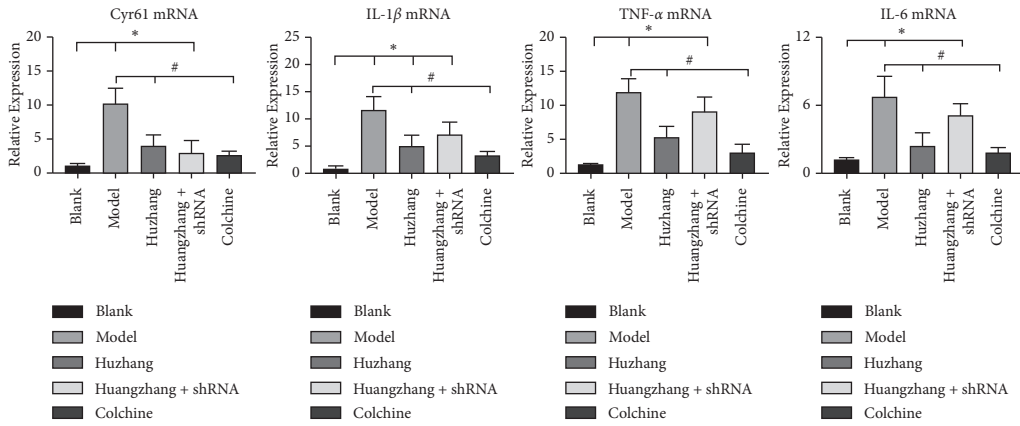 Cyr61 mRNA
Relative Expression
20
15
10
5
0
*
#
Blank
Model
Huzhang
Huangzhang +
shRNA
Colchine
Blank
Model
Huzhang
Huangzhang + shRNA
Colchine
IL-1β mRNA
Relative Expression
25
20
15
10
5
0
*
#
Blank
Model
Huzhang
Huangzhang +
shRNA
Colchine
Blank
Model
Huzhang
Huangzhang + shRNA
Colchine
TNF-α mRNA
Relative Expression
20
15
10
5
0
*
#
Blank
Model
Huzhang
Huangzhang +
shRNA
Colchine
Blank
Model
Huzhang
Huangzhang + shRNA
Colchine
IL-6 mRNA
Relative Expression
12
9
6
3
0
*
#
Blank
Model
Huzhang
Huangzhang +
shRNA
Colchine
Blank
Model
Huzhang
Huangzhang + shRNA
Colchine